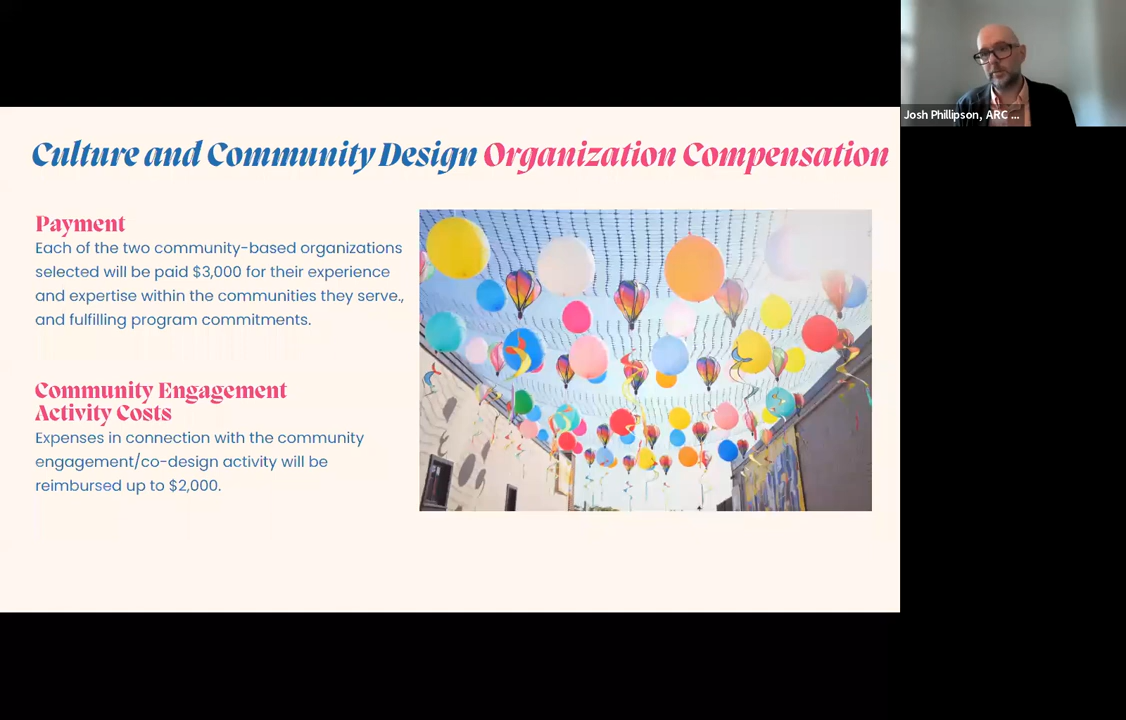 Culture and Community Design Organization Compensation
Josh Phillipson, ARC ...
Payment
Each of the two community-based organizations
selected will be paid $3,000 for their experience
and expertise within the communities they serve.,
and fulfilling program commitments.
Community Engagement
Activity Costs
Expenses in connection with the community
engagement/co-design activity will be
reimbursed up to $2,000.